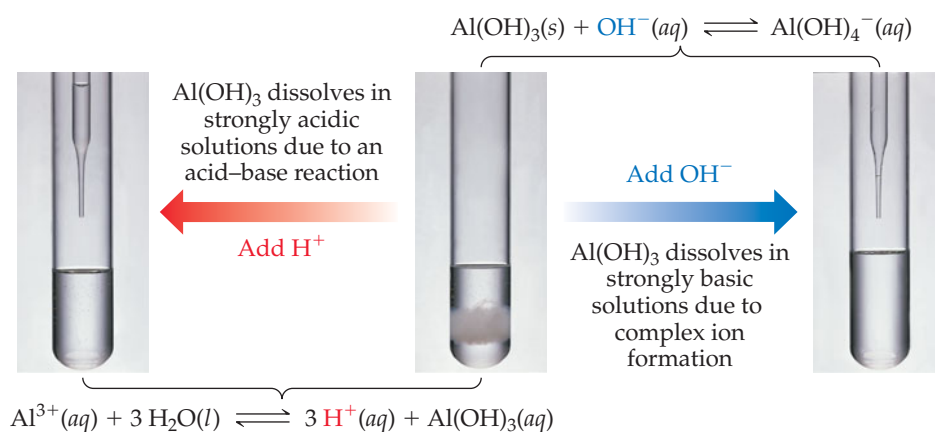 Al(OH)₃(s) + OH⁻(aq) ⇌ Al(OH)₄⁻(aq)
Al(OH)₃ dissolves in
strongly acidic
solutions due to an
acid–base reaction
Add H⁺
Add OH⁻
Al(OH)₃ dissolves in
strongly basic
solutions due to
complex ion
formation
Al³⁺(aq) + 3 H₂O(l) ⇌ 3 H⁺(aq) + Al(OH)₃(aq)